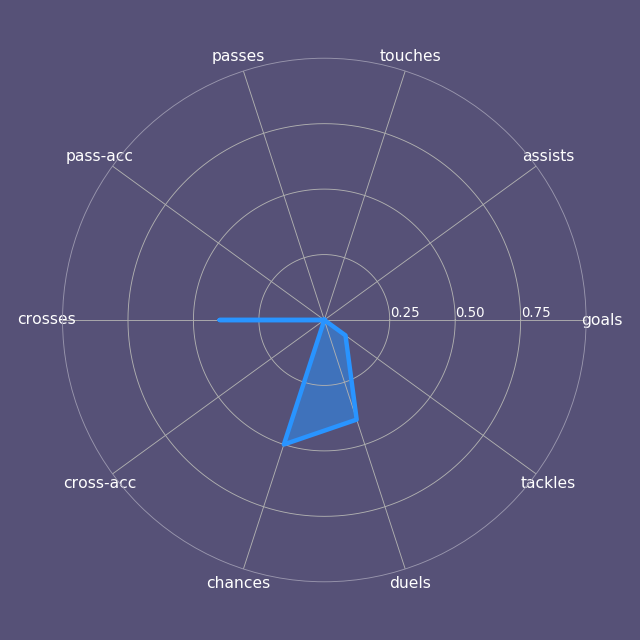 passes touches
pass-acc assists
crosses 0.25 0.50 0.75 goals
cross-acc tackles
chances duels